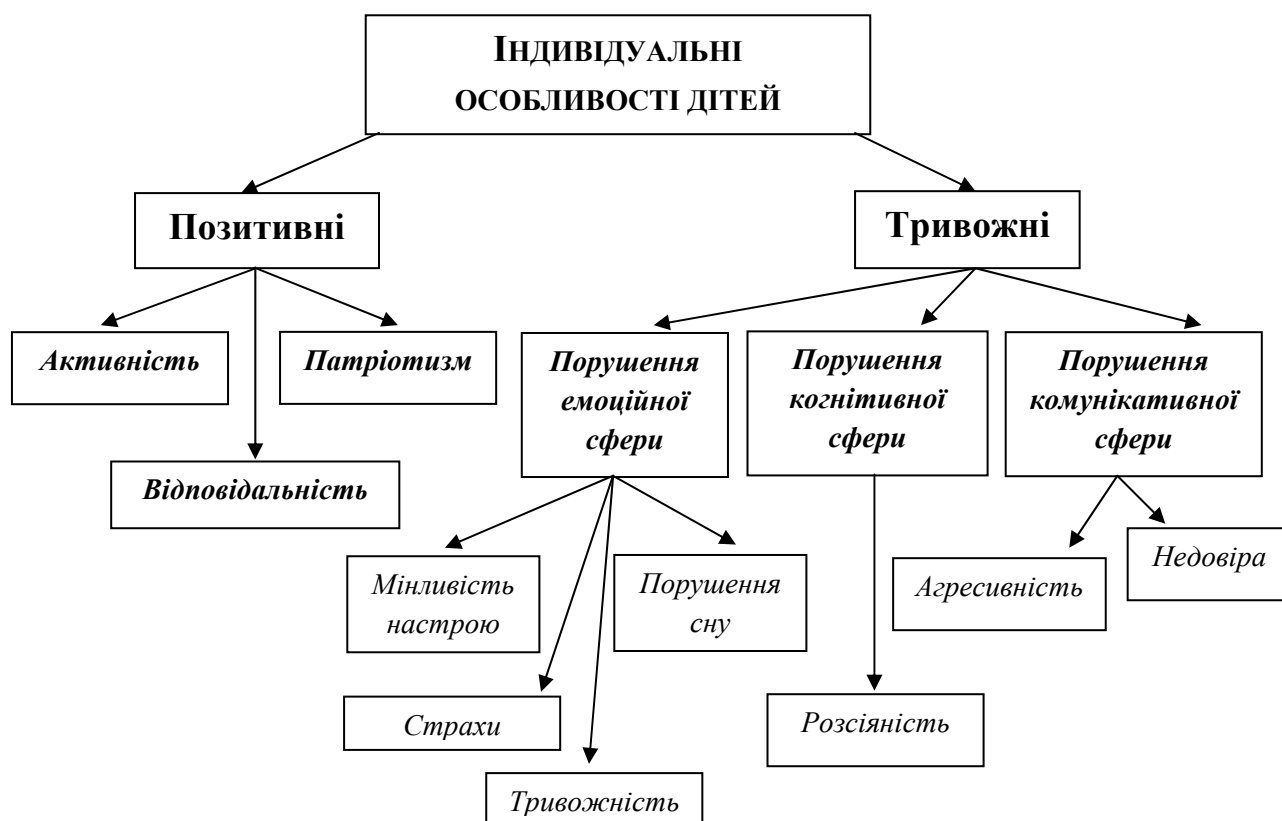 ІНДИВІДУАЛЬНІ
ОСОБЛИВОСТІ ДІТЕЙ
Позитивні
Тривожні
Активність
Патріотизм
Відповідальність
Порушення
емоційної
сфери
Порушення
когнітивної
сфери
Порушення
комунікативної
сфери
Мінливість
настрою
Порушення
сну
Агресивність
Недовіра
Страхи
Розсіяність
Тривожність